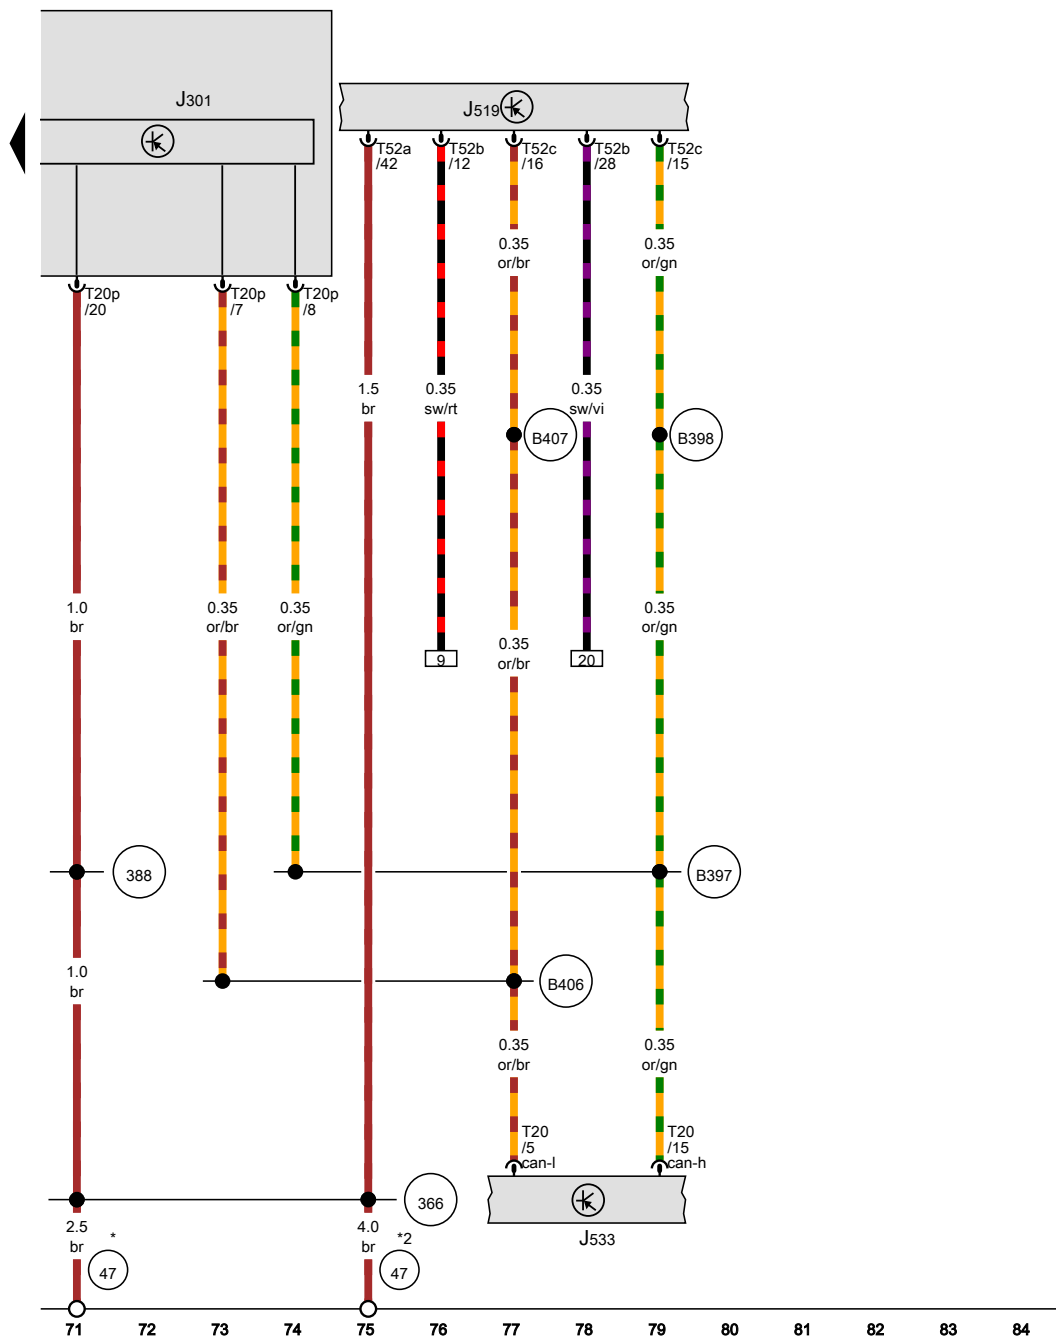 J301
J519
T52a
/42
T52b
/12
T52c
/16
T52b
/28
T52c
/15
0.35
or/br
0.35
or/gn
T20p
/20
T20p
/7
T20p
/8
1.5
br
0.35
sw/rt
0.35
sw/vi
B407
B398
1.0
br
0.35
or/br
0.35
or/gn
0.35
or/br
0.35
or/gn
9
20
388
B397
1.0
br
B406
0.35
or/br
0.35
or/gn
T20
/5
can-l
T20
/15
can-h
366
J533
2.5
br
*
47
4.0
br
*2
47
71 72 73 74 75 76 77 78 79 80 81 82 83 84